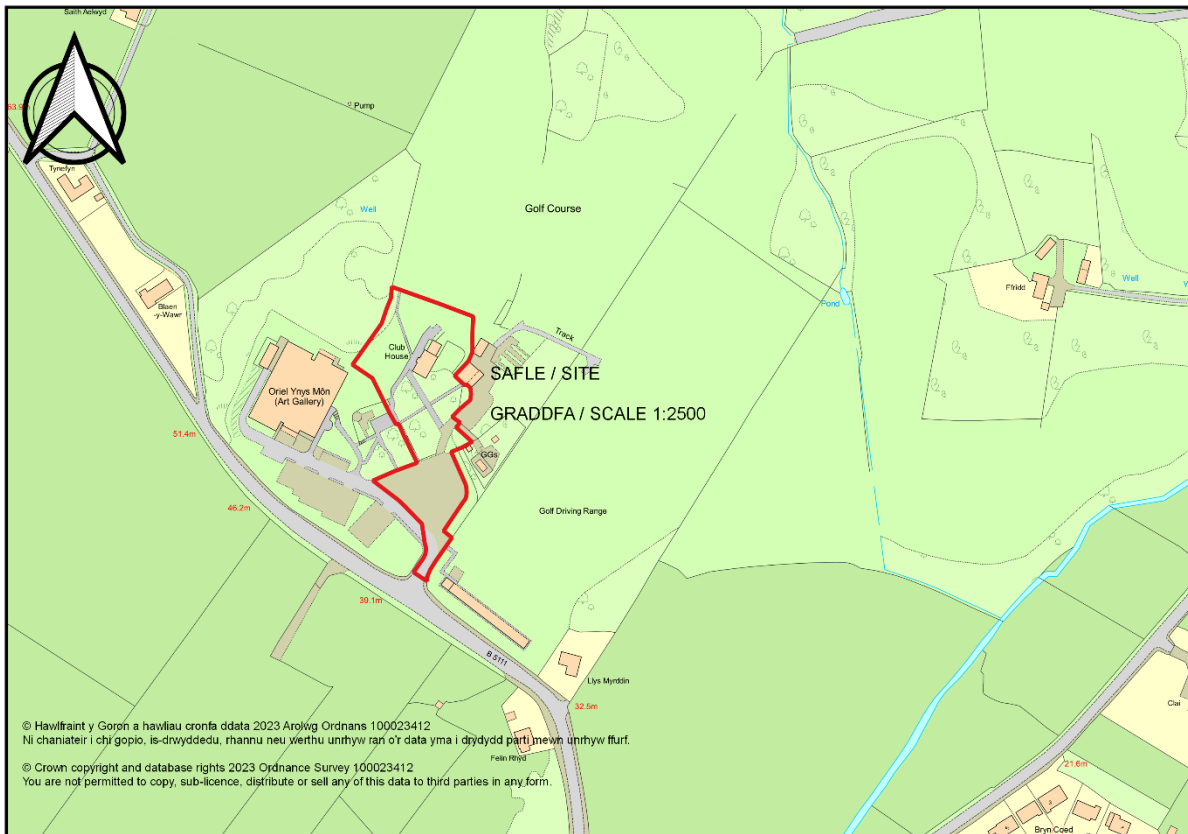 Saith Aelwyd
63.9m
Pump
Tynefyn
Well
Golf Course
Blaen
-y-Wawr
Ffridd
Well
W
Pond
Track
Club
House
SAFLE / SITE
Oriel Ynys Môn
(Art Gallery)
GRADDFA / SCALE 1:2500
51.4m
GGs
46.2m
Golf Driving Range
39.1m
B 5111
Llys Myrddin
32.5m
Clai
Felin Rhyd
21.6m
Bryn Coed
© Hawlfraint y Goron a hawliau cronfa ddata 2023 Arolwg Ordnans 100023412
Ni chaniateir i chi gopio, is-drwyddedu, rhannu neu werthu unrhyw ran o'r data yma i drydydd parti mewn unrhyw ffurf.
© Crown copyright and database rights 2023 Ordnance Survey 100023412
You are not permitted to copy, sub-licence, distribute or sell any of this data to third parties in any form.